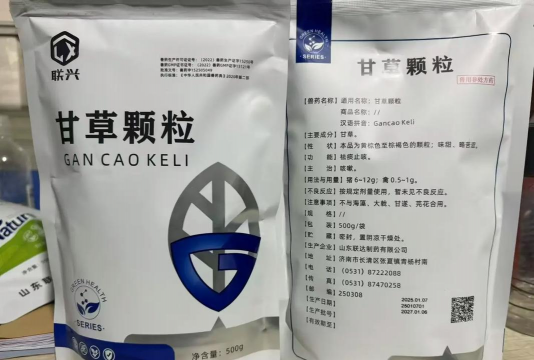 联兴
甘草颗粒
GAN CAO KELI
GREEN HEALTH
·SERIES·
净含量：500g
GREEN HEALTH
·SERIES·
甘草颗粒
【兽药名称】通用名称：甘草颗粒
商品名称：//
汉语拼音：Gancao Keli
【主要成分】甘草。
【性　状】本品为黄棕色至棕褐色的颗粒；味甜、略苦涩。
【功　能】祛痰止咳。
【主　治】咳嗽。
【用法与用量】猪 6~12g；禽 0.5~1g。
【不良反应】按规定剂量使用，暂未见不良反应。
【注意事项】不与海藻、大戟、甘遂、芫花合用。
【规　格】//
【包　装】500g/袋
【贮　藏】密封，置阴凉干燥处。
【生产企业】山东联达制药有限公司
【地　址】济南市长清区张夏镇青杨村南
【电　话】(0531) 87222088
【传　真】(0531) 87470258
【邮　编】250308
【生产日期】2025.01.07
【生产批号】25010701
【有效期至】2027.01.06
山东联